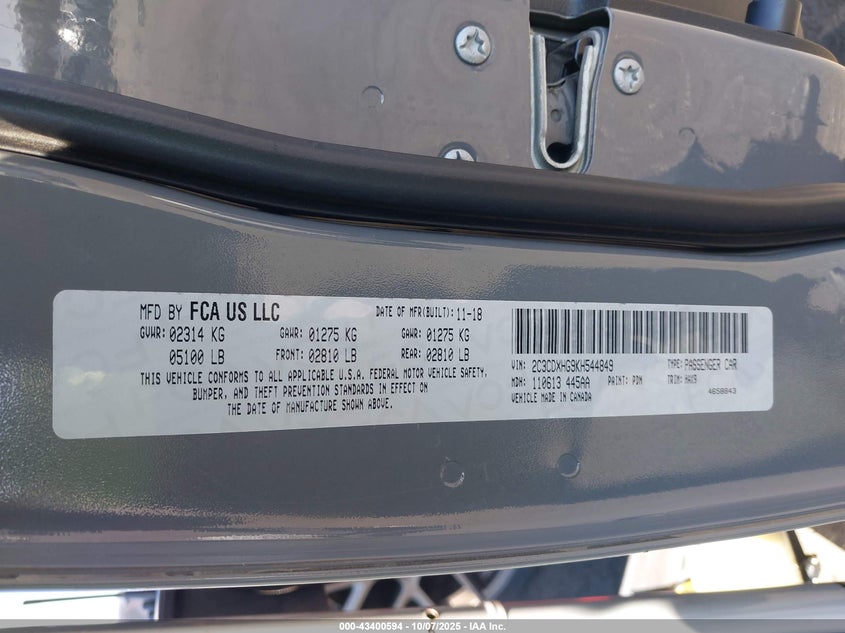 MFD BY FCA US LLC DATE OF MFR(BUILT): 11-18
GVWR: 02314 KG GAWR: 01275 KG GAWR: 01275 KG
05100 LB FRONT: 02810 LB REAR: 02810 LB
THIS VEHICLE CONFORMS TO ALL APPLICABLE U.S.A. FEDERAL MOTOR VEHICLE SAFETY,
BUMPER, AND THEFT PREVENTION STANDARDS IN EFFECT ON
THE DATE OF MANUFACTURE SHOWN ABOVE.
VIN: 2C3CDXHG9KH544849 TYPE: PASSENGER CAR
MDH: 110613 445AA PAINT: PDN TRIM: HAX9
VEHICLE MADE IN CANADA 4650843
000-43400594 - 10/07/2025 - IAA Inc.